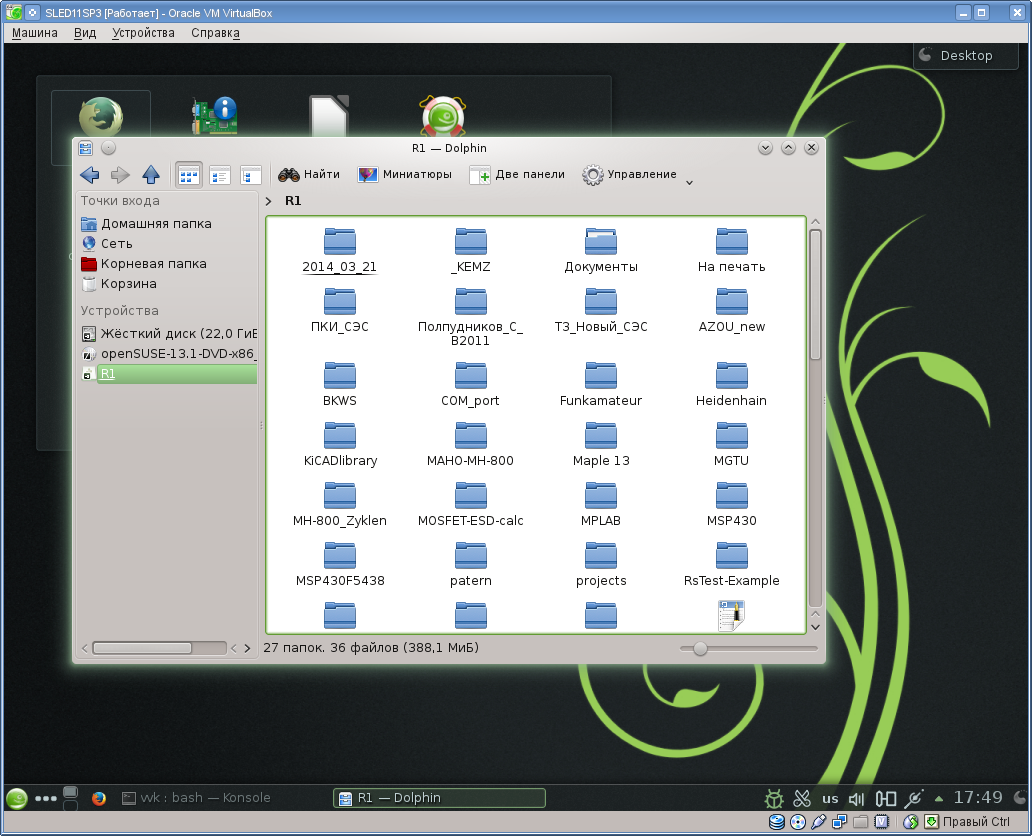 SLED11SP3 [Работает] - Oracle VM VirtualBox
Машина Вид Устройства Справка
Desktop
R1 — Dolphin
Найти Миниатюры Две панели Управление
Точки входа
> R1
Домашняя папка
Сеть
Корневая папка
Корзина
Устройства
Жёсткий диск (22,0 ГиБ
openSUSE-13.1-DVD-x86_
R1
2014_03_21 _KEMZ Документы На печать
ПКИ_СЭС Полпудников_С_ ТЗ_Новый_СЭС AZOU_new
В2011
BKWS COM_port Funkamateur Heidenhain
KiCADlibrary MAHO-MH-800 Maple 13 MGTU
MH-800_Zyklen MOSFET-ESD-calc MPLAB MSP430
MSP430F5438 patern projects RsTest-Example
27 папок. 36 файлов (388,1 МиБ)
vvk : bash — Konsole R1 — Dolphin us 17:49
Правый Ctrl